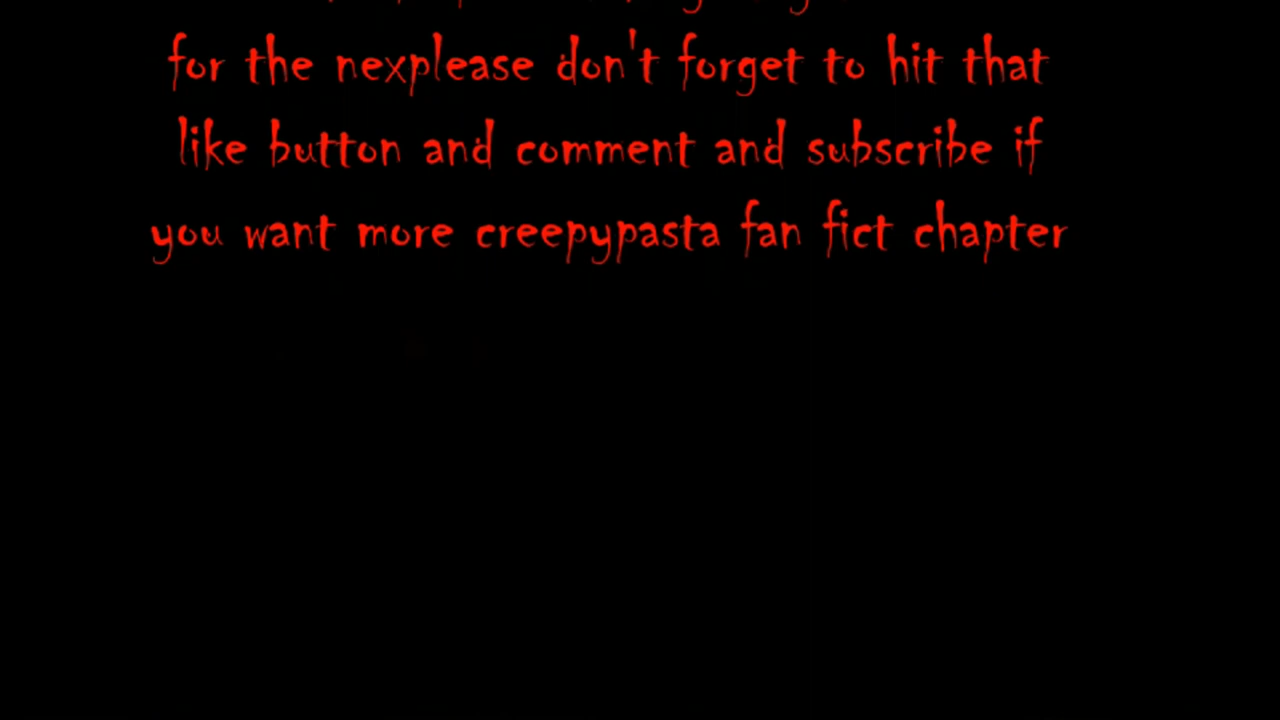 for the nexplease don't forget to hit that
like button and comment and subscribe if
you want more creepypasta fan fict chapter